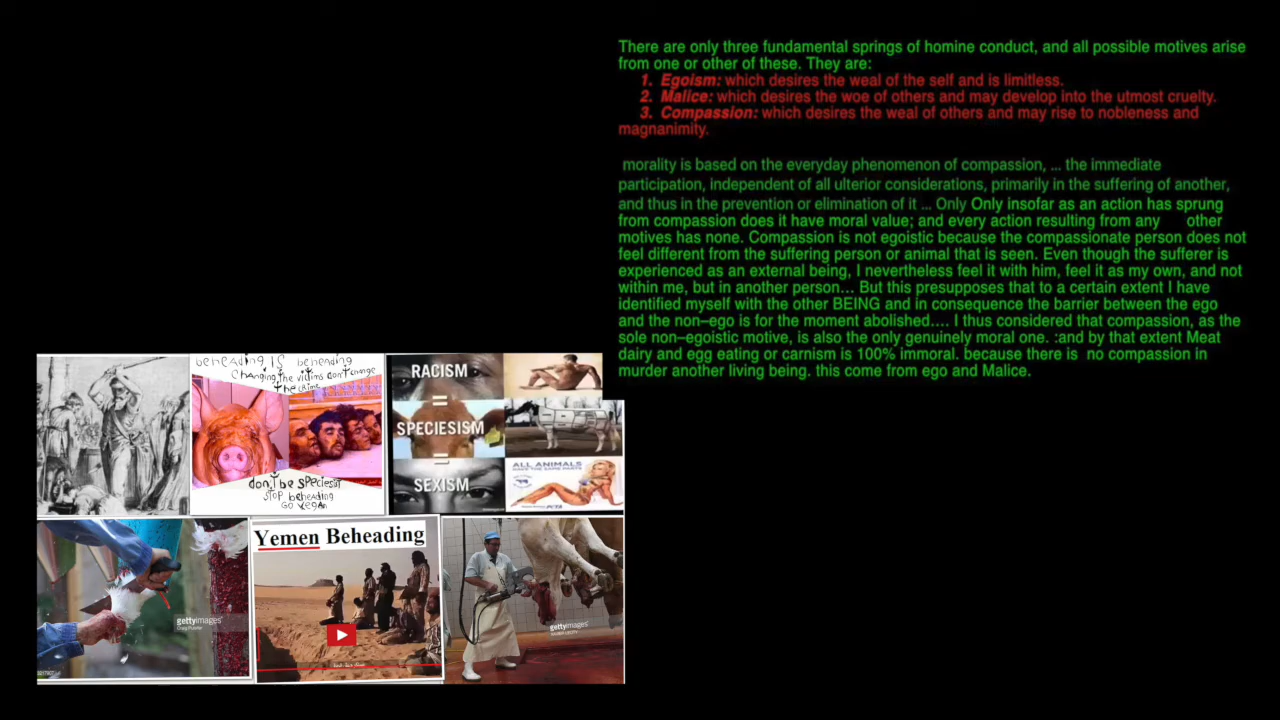 There are only three fundamental springs of homine conduct, and all possible motives arise
from one or other of these. They are:
1. Egoism: which desires the weal of the self and is limitless.
2. Malice: which desires the woe of others and may develop into the utmost cruelty.
3. Compassion: which desires the weal of others and may rise to nobleness and
magnanimity.
morality is based on the everyday phenomenon of compassion, ... the immediate
participation, independent of all ulterior considerations, primarily in the suffering of another,
and thus in the prevention or elimination of it ... Only Only insofar as an action has sprung
from compassion does it have moral value; and every action resulting from any other
motives has none. Compassion is not egoistic because the compassionate person does not
feel different from the suffering person or animal that is seen. Even though the sufferer is
experienced as an external being, I nevertheless feel it with him, feel it as my own, and not
within me, but in another person... But this presupposes that to a certain extent I have
identified myself with the other BEING and in consequence the barrier between the ego
and the non–ego is for the moment abolished.... I thus considered that compassion, as the
sole non–egoistic motive, is also the only genuinely moral one. :and by that extent Meat
dairy and egg eating or carnism is 100% immoral. because there is no compassion in
murder another living being. this come from ego and Malice.
beheading is beheading
Changing the victims don't change
the crime
don't be speciesist
stop beheading
Go vegan
RACISM
=
SPECIESISM
=
SEXISM
ALL ANIMALS
HAVE THE SAME PARTS
PETA
gettyimages
Yemen Beheading
gettyimages